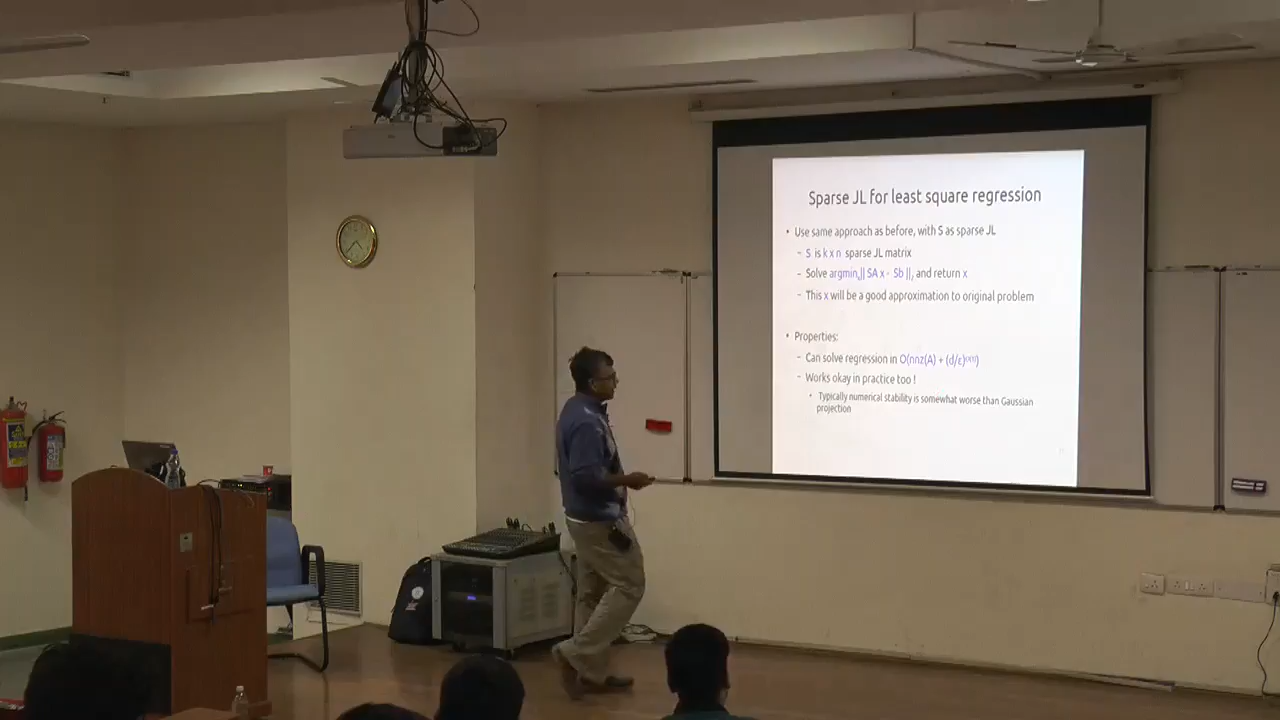 Sparse JL for least square regression
• Use same approach as before, with S as sparse JL
– S is k x n sparse JL matrix
– Solve argminₓ|| SA x - Sb ||, and return x
– This x will be a good approximation to original problem
• Properties:
– Can solve regression in O(nnz(A) + (d/ε)^O(1))
– Works okay in practice too !
• Typically numerical stability is somewhat worse than Gaussian
projection